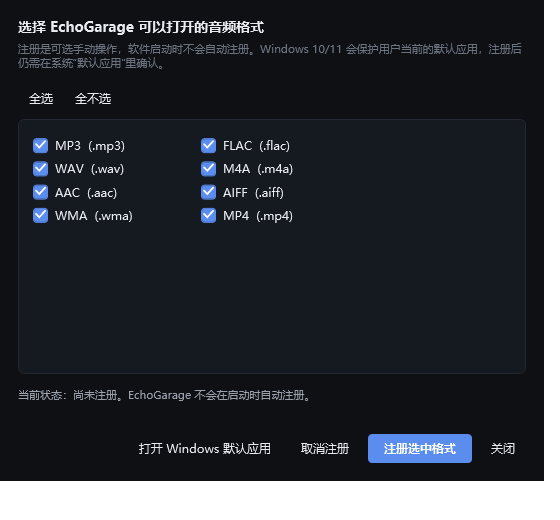 选择 EchoGarage 可以打开的音频格式
注册是可选手动操作，软件启动时不会自动注册。Windows 10/11 会保护用户当前的默认应用，注册后
仍需在系统"默认应用"里确认。
全选 全不选
MP3 (.mp3) FLAC (.flac)
WAV (.wav) M4A (.m4a)
AAC (.aac) AIFF (.aiff)
WMA (.wma) MP4 (.mp4)
当前状态：尚未注册。EchoGarage 不会在启动时自动注册。
打开 Windows 默认应用 取消注册 注册选中格式 关闭